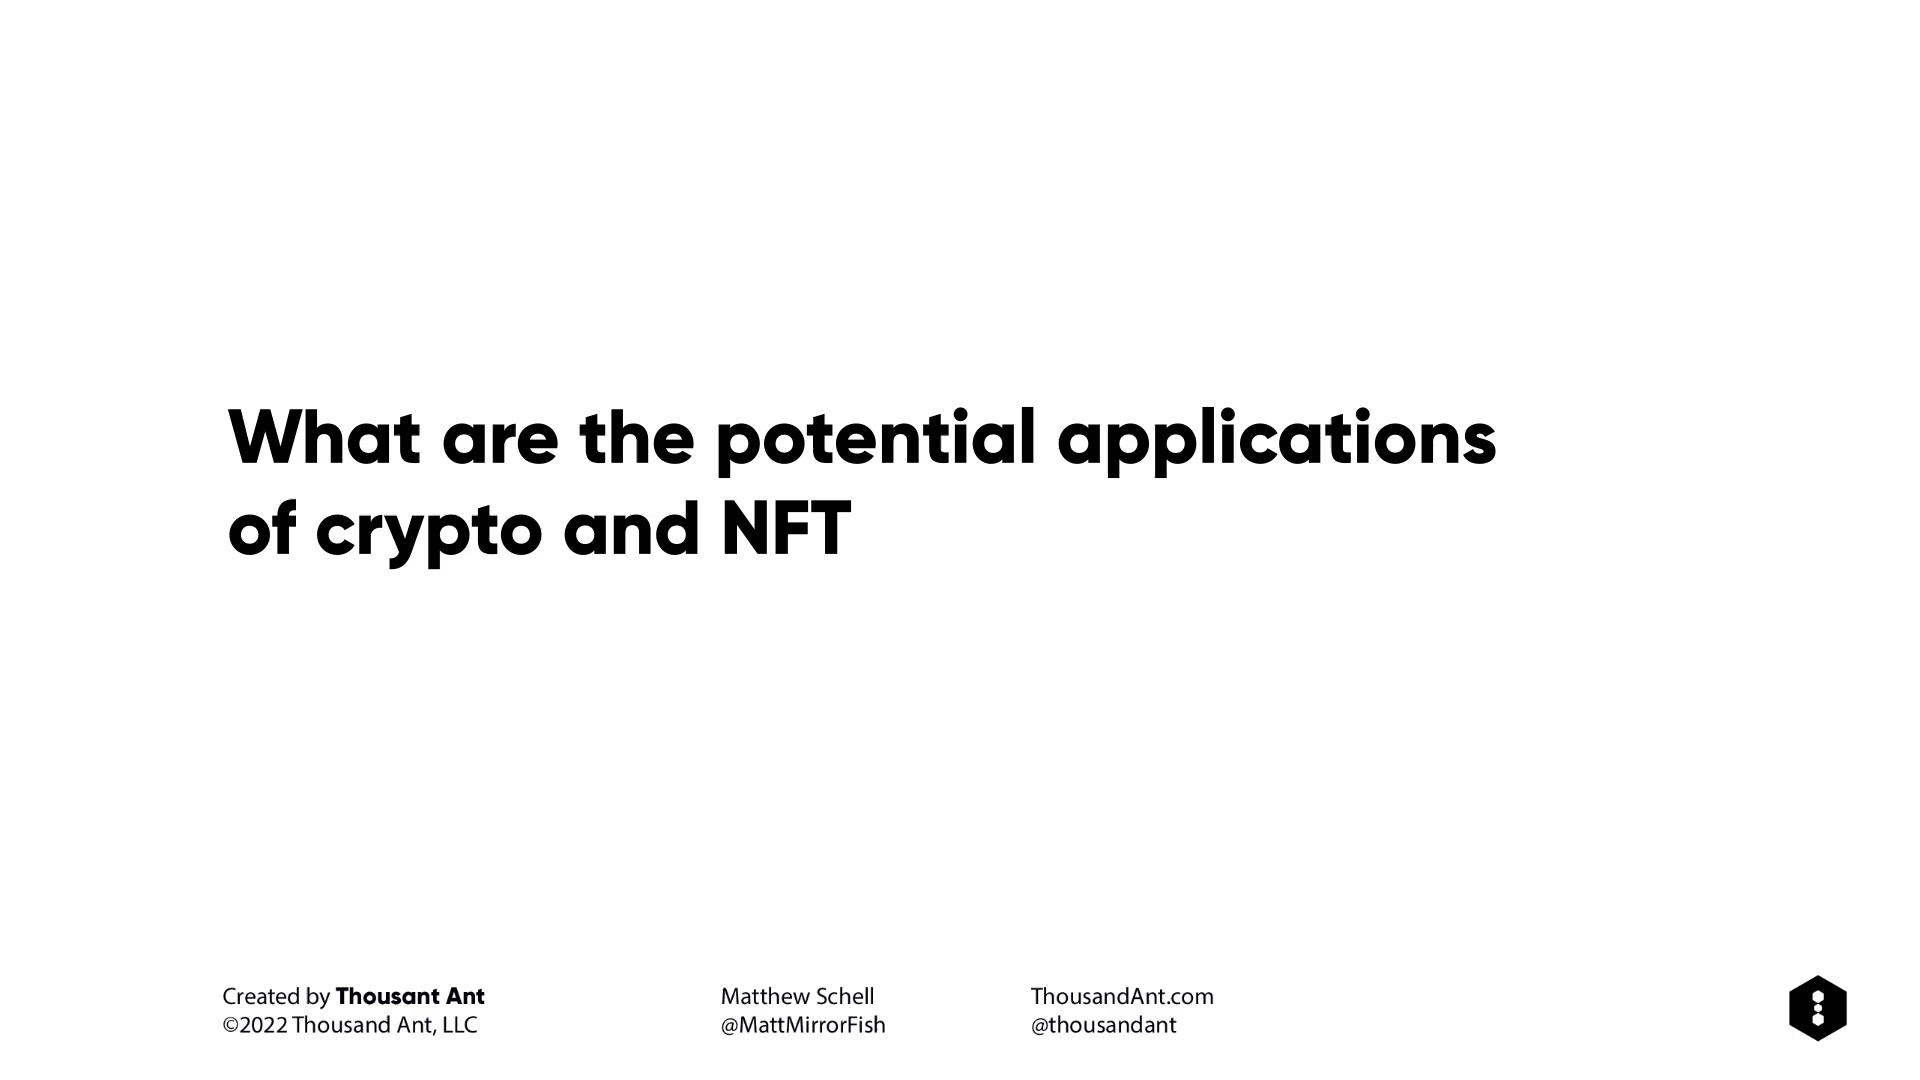 What are the potential applications
of crypto and NFT
Created by Thousant Ant
©2022 Thousand Ant, LLC
Matthew Schell
@MattMirrorFish
ThousandAnt.com
@thousandant